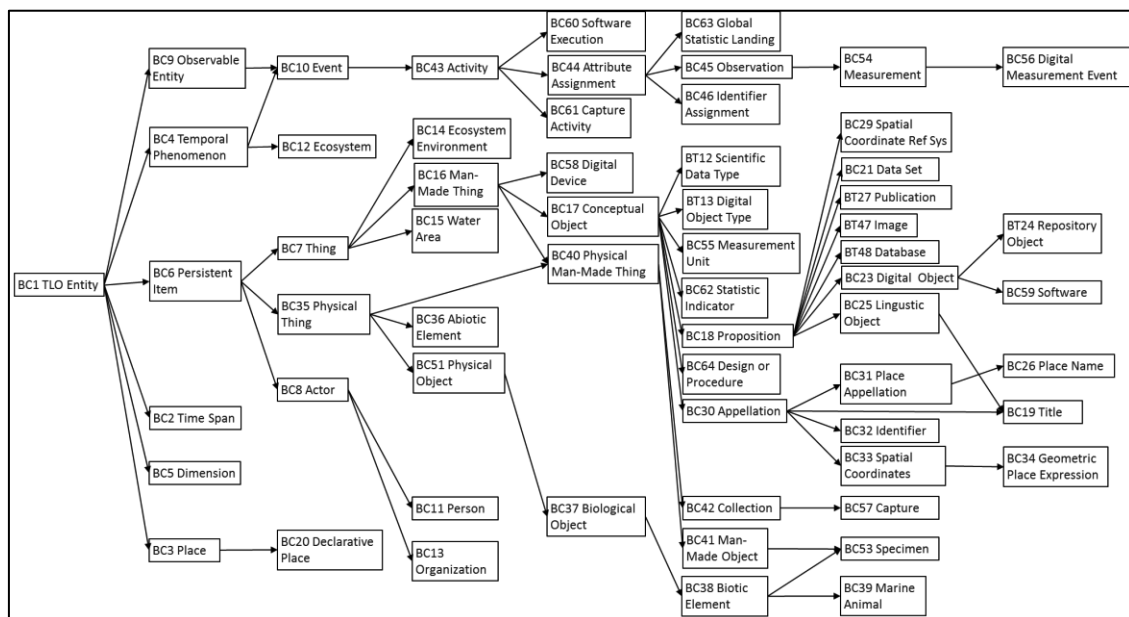 BC1 TLO Entity
BC9 Observable
Entity
BC4 Temporal
Phenomenon
BC6 Persistent
Item
BC2 Time Span
BC5 Dimension
BC3 Place
BC10 Event
BC12 Ecosystem
BC7 Thing
BC35 Physical
Thing
BC8 Actor
BC20 Declarative
Place
BC43 Activity
BC14 Ecosystem
Environment
BC16 Man-
Made Thing
BC15 Water
Area
BC36 Abiotic
Element
BC51 Physical
Object
BC11 Person
BC13
Organization
BC60 Software
Execution
BC44 Attribute
Assignment
BC61 Capture
Activity
BC58 Digital
Device
BC17 Conceptual
Object
BC40 Physical
Man-Made Thing
BC37 Biological
Object
BC63 Global
Statistic Landing
BC45 Observation
BC46 Identifier
Assignment
BT12 Scientific
Data Type
BT13 Digital
Object Type
BC55 Measurement
Unit
BC62 Statistic
Indicator
BC18 Proposition
BC64 Design or
Procedure
BC30 Appellation
BC42 Collection
BC41 Man-
Made Object
BC38 Biotic
Element
BC54
Measurement
BC29 Spatial
Coordinate Ref Sys
BC21 Data Set
BT27 Publication
BT47 Image
BT48 Database
BC23 Digital Object
BC25 Lingustic
Object
BC31 Place
Appellation
BC32 Identifier
BC33 Spatial
Coordinates
BC57 Capture
BC53 Specimen
BC39 Marine
Animal
BC56 Digital
Measurement Event
BT24 Repository
Object
BC59 Software
BC26 Place Name
BC19 Title
BC34 Geometric
Place Expression